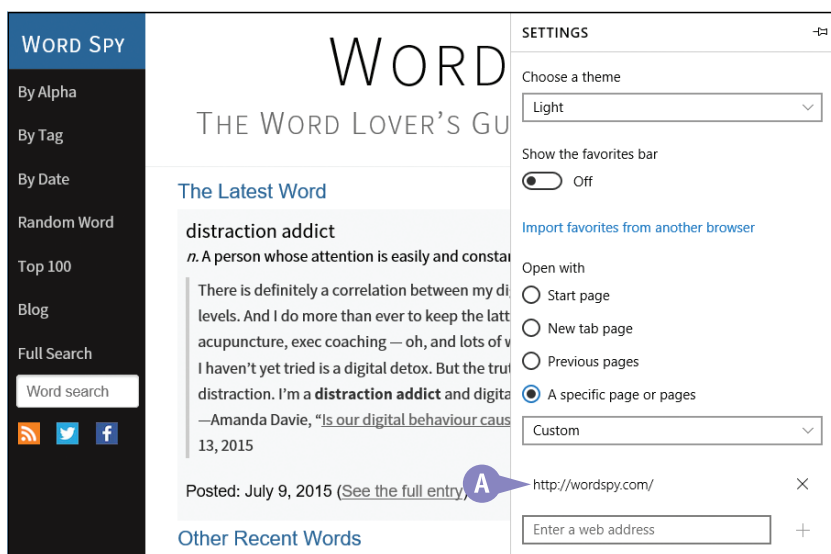 WORD SPY
By Alpha
By Tag
By Date
Random Word
Top 100
Blog
Full Search
Word search
WORD
THE WORD LOVER'S GU
The Latest Word
distraction addict
n. A person whose attention is easily and constan
There is definitely a correlation between my di
levels. And I do more than ever to keep the latt
acupuncture, exec coaching — oh, and lots of w
I haven't yet tried is a digital detox. But the trut
distraction. I'm a distraction addict and digita
—Amanda Davie, "Is our digital behaviour caus
13, 2015
Posted: July 9, 2015 (See the full entry)
Other Recent Words
SETTINGS
Choose a theme
Light
Show the favorites bar
Off
Import favorites from another browser
Open with
Start page
New tab page
Previous pages
A specific page or pages
Custom
A
http://wordspy.com/
Enter a web address